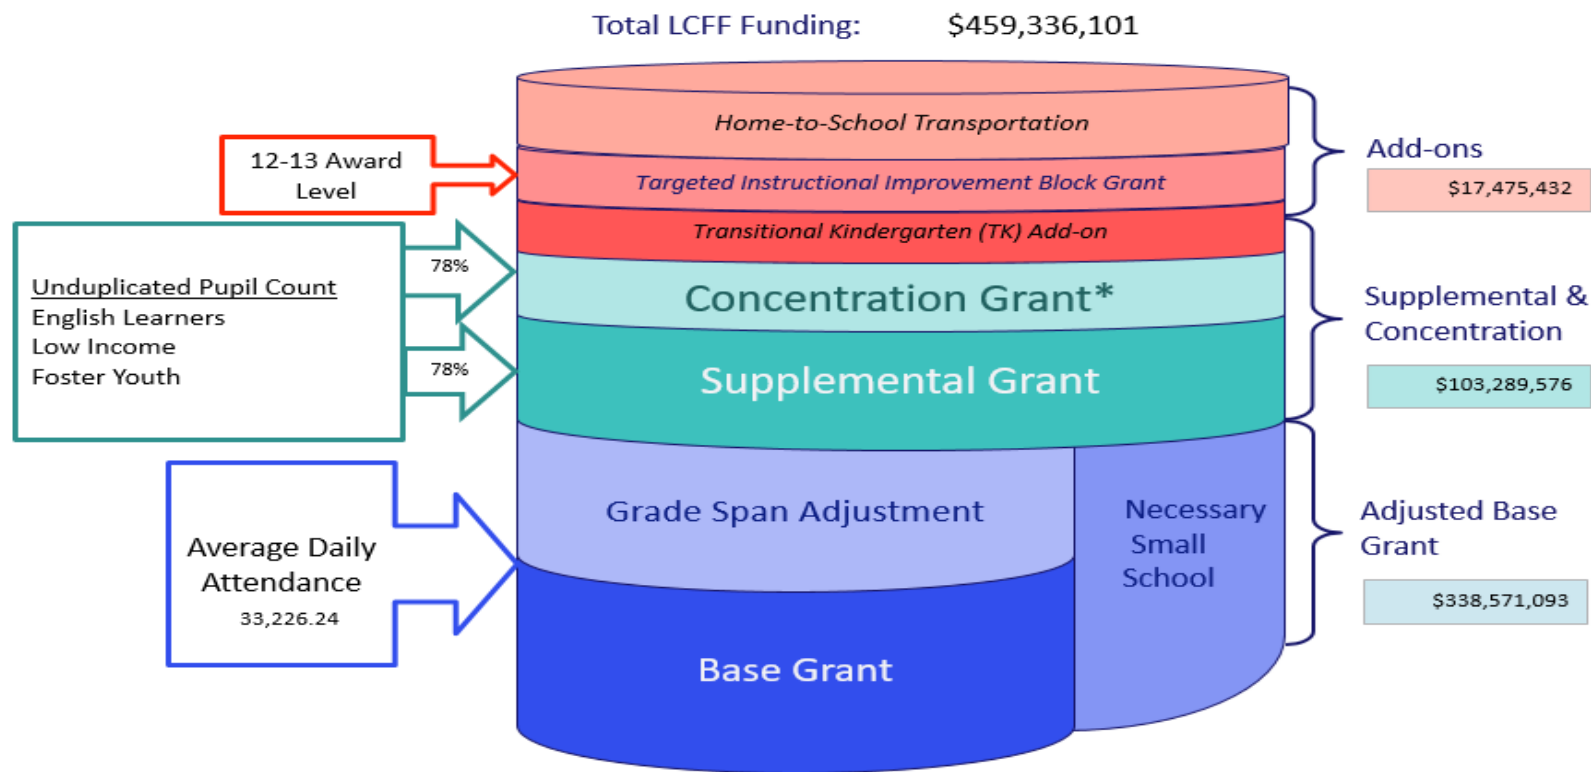 Total LCFF Funding: $459,336,101
Home-to-School Transportation
Targeted Instructional Improvement Block Grant
Transitional Kindergarten (TK) Add-on
Concentration Grant*
Supplemental Grant
Grade Span Adjustment
Base Grant
Necessary
Small
School
12-13 Award
Level
Unduplicated Pupil Count
English Learners
Low Income
Foster Youth
78%
78%
Average Daily
Attendance
33,226.24
Add-ons
$17,475,432
Supplemental &
Concentration
$103,289,576
Adjusted Base
Grant
$338,571,093